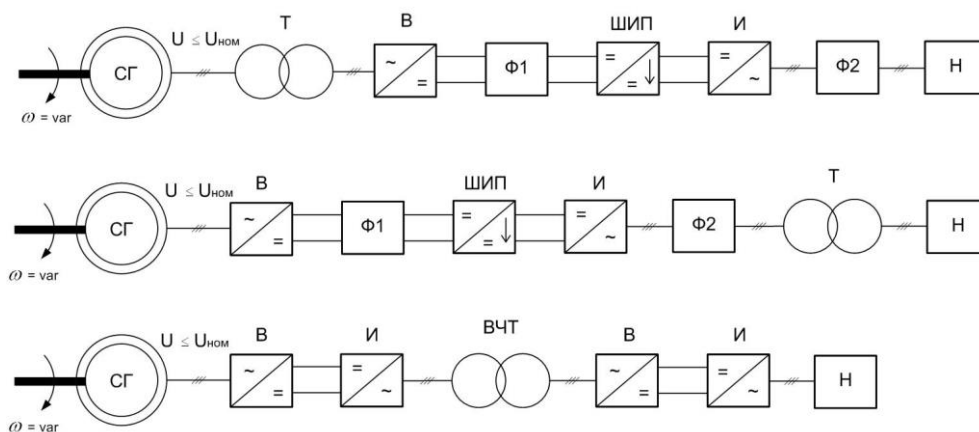 U ≤ Uном Т В ШИП И
СГ ~ = Ф1 = = ↓ = ~ Ф2 Н
ω = var
U ≤ Uном В ШИП И Т
СГ ~ = Ф1 = = ↓ = ~ Ф2 Н
ω = var
U ≤ Uном В И ВЧТ В И
СГ ~ = = ~ ~ = = ~ Н
ω = var